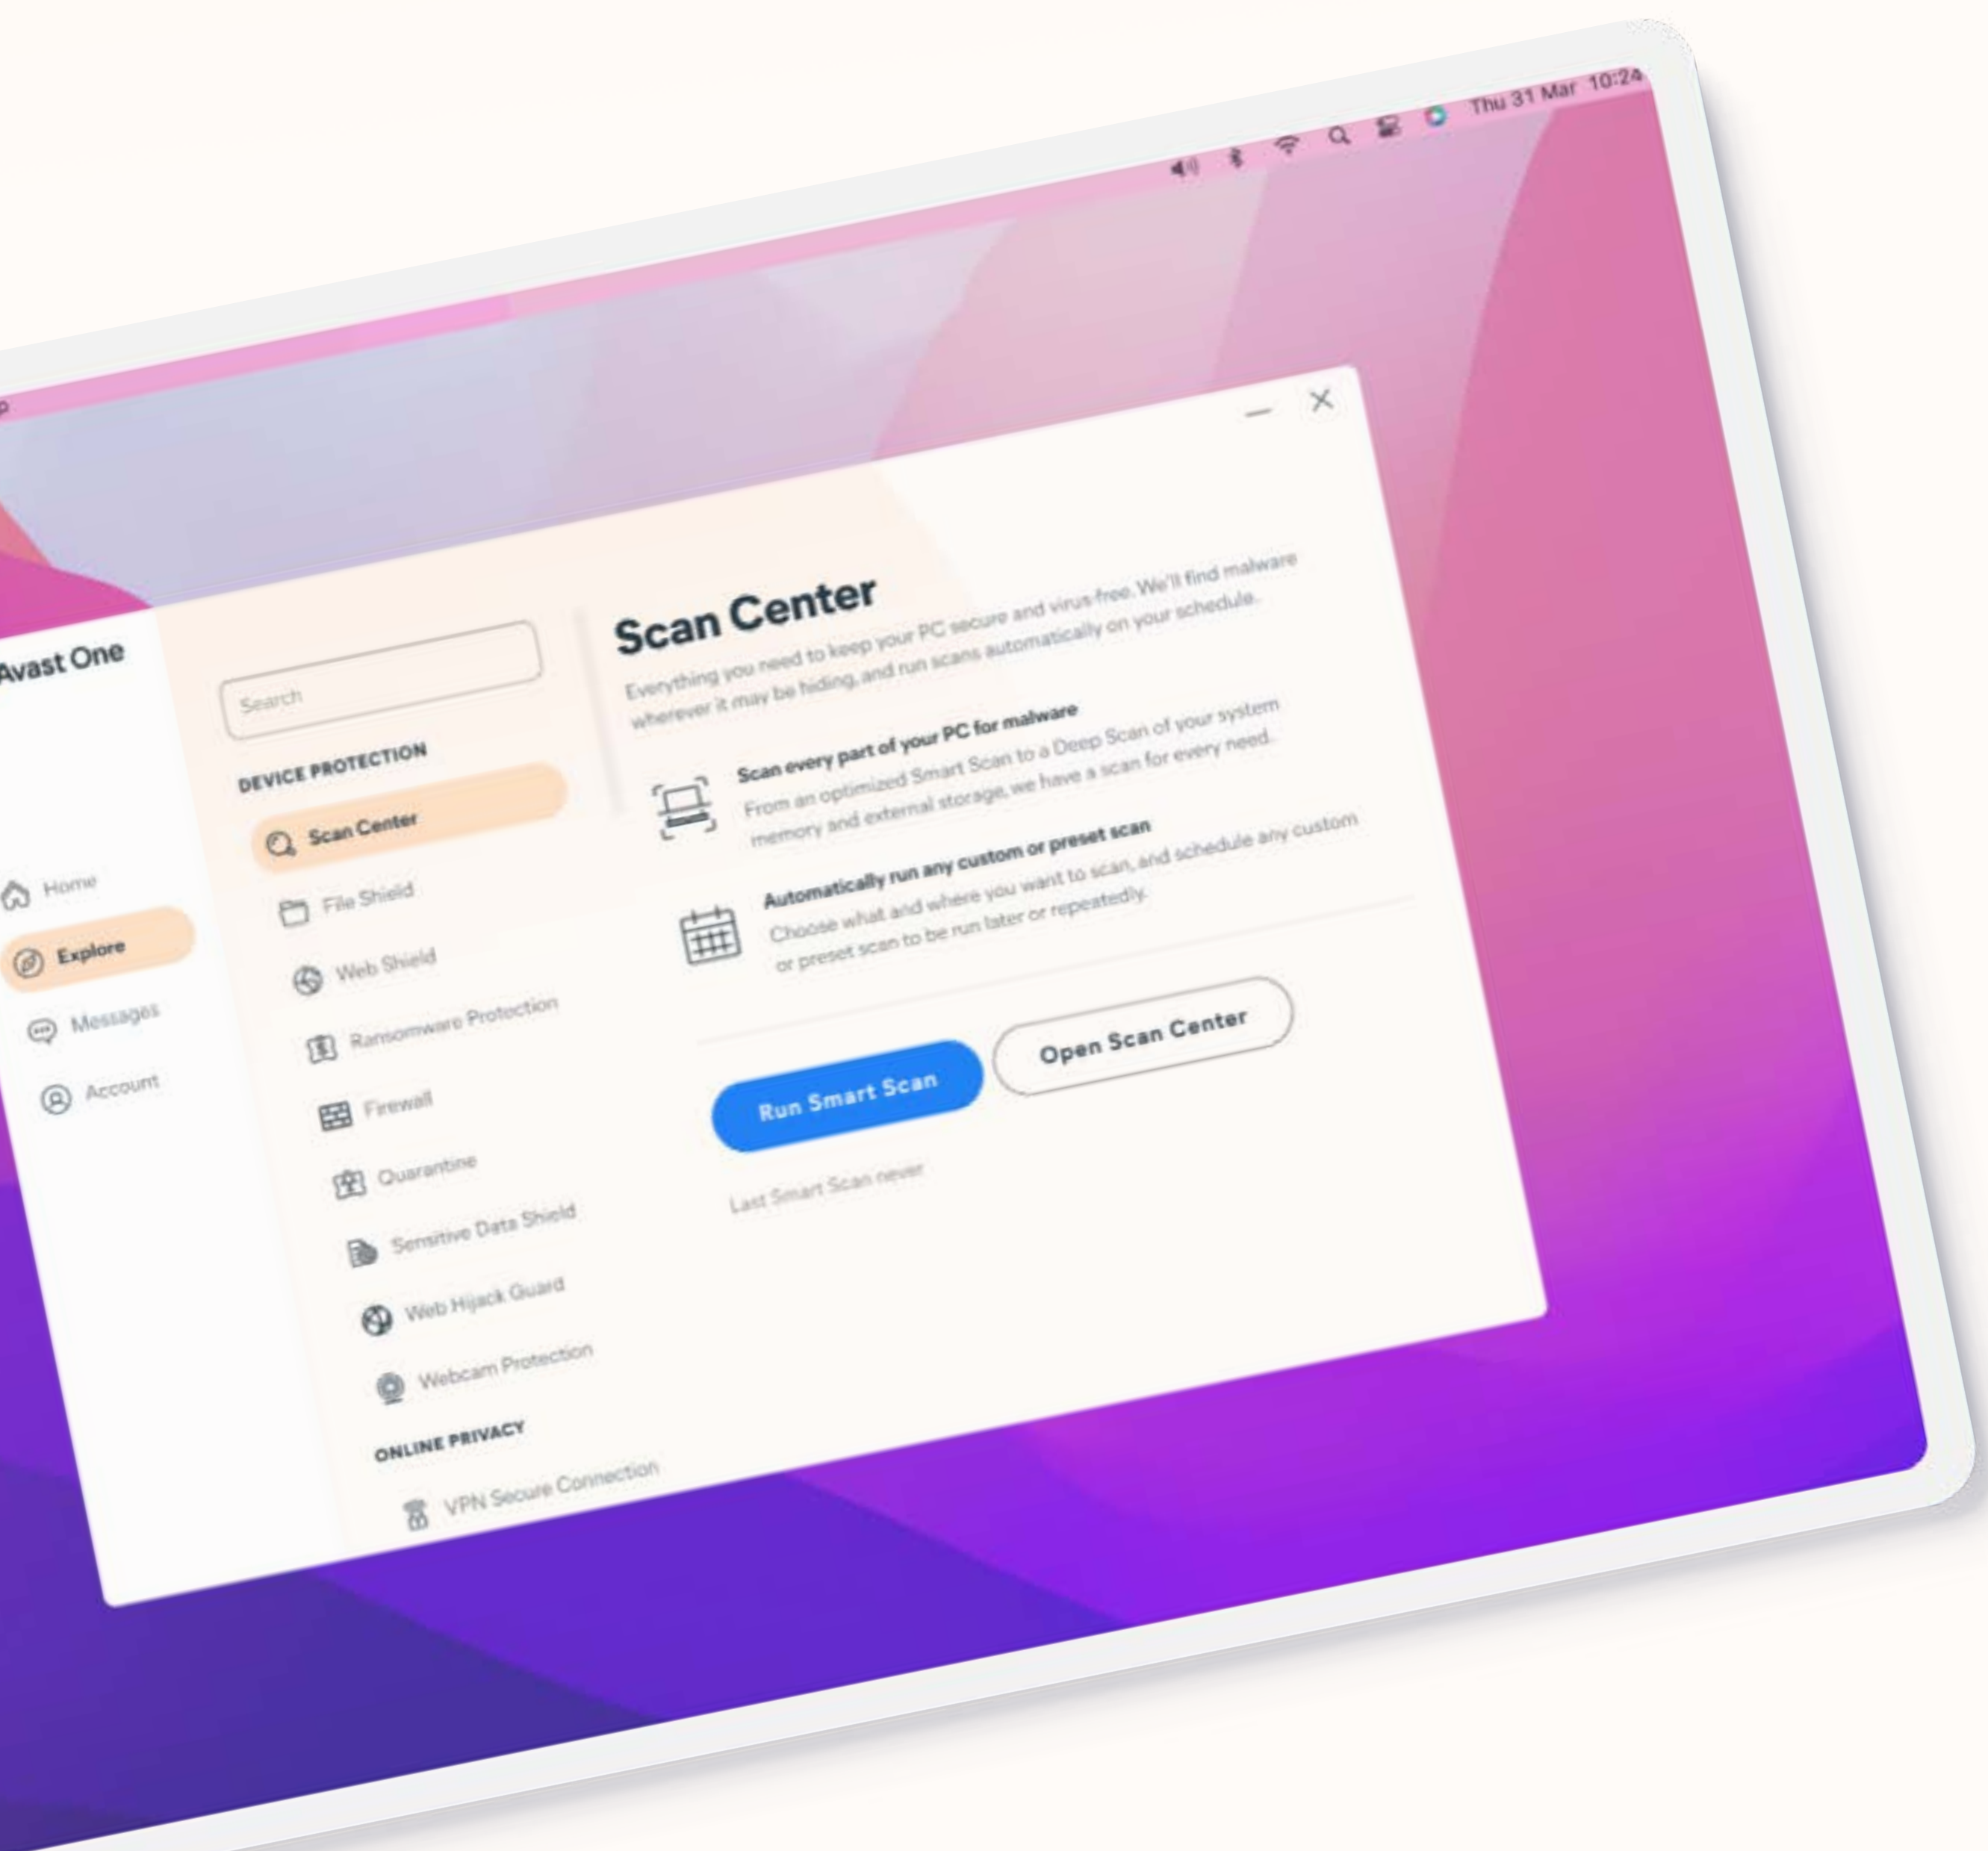 Thu 31 Mar 10:24
Avast One
Home
Explore
Messages
Account
Search
DEVICE PROTECTION
Scan Center
File Shield
Web Shield
Ransomware Protection
Firewall
Quarantine
Sensitive Data Shield
Web Hijack Guard
Webcam Protection
ONLINE PRIVACY
VPN Secure Connection
Scan Center
Everything you need to keep your PC secure and virus-free. We'll find malware
wherever it may be hiding, and run scans automatically on your schedule.
Scan every part of your PC for malware
From an optimized Smart Scan to a Deep Scan of your system
memory and external storage, we have a scan for every need.
Automatically run any custom or preset scan
Choose what and where you want to scan, and schedule any custom
or preset scan to be run later or repeatedly.
Run Smart Scan
Open Scan Center
Last Smart Scan never